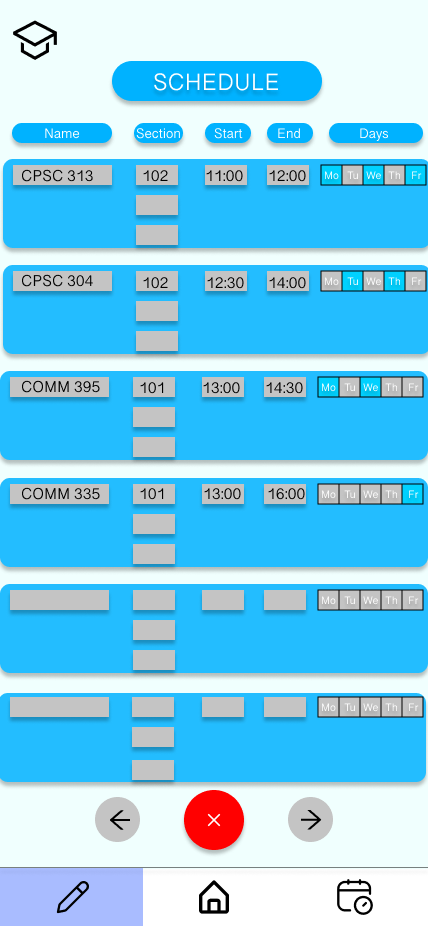 SCHEDULE
Name Section Start End Days
CPSC 313 102 11:00 12:00 Mo Tu We Th Fr
CPSC 304 102 12:30 14:00 Mo Tu We Th Fr
COMM 395 101 13:00 14:30 Mo Tu We Th Fr
COMM 335 101 13:00 16:00 Mo Tu We Th Fr
Mo Tu We Th Fr
Mo Tu We Th Fr